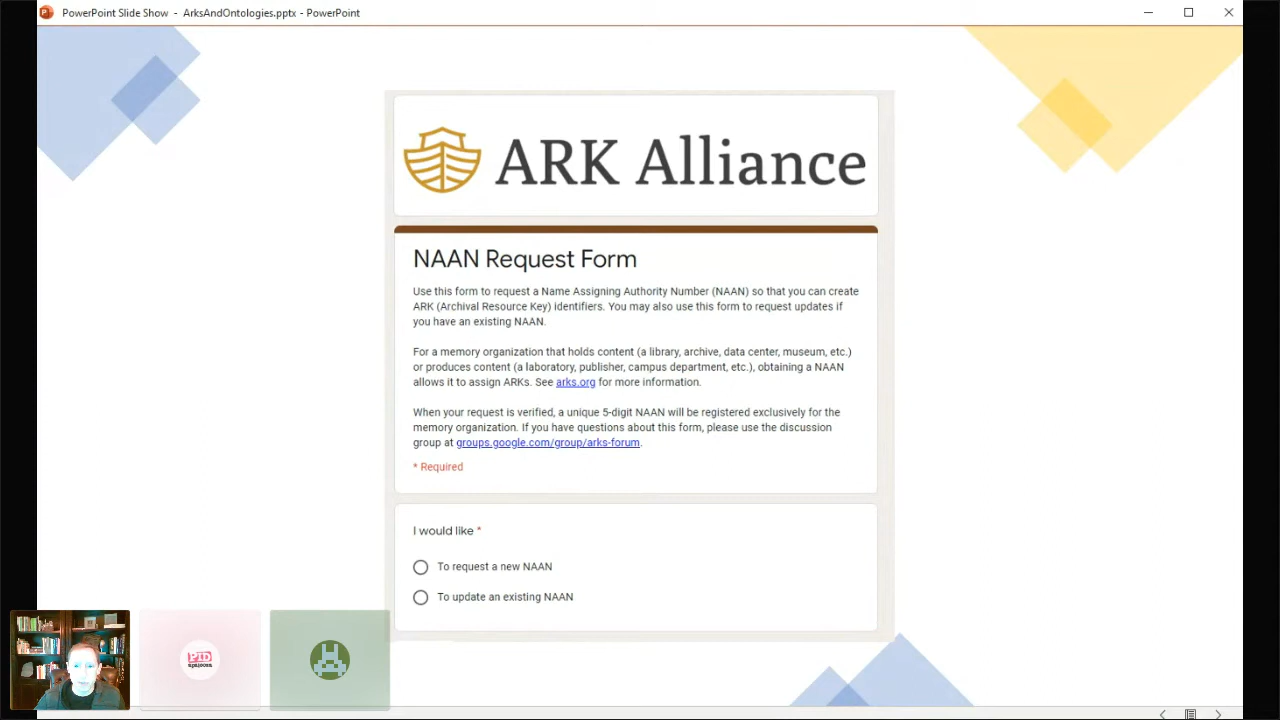 PowerPoint Slide Show - ArksAndOntologies.pptx - PowerPoint
ARK Alliance
NAAN Request Form
Use this form to request a Name Assigning Authority Number (NAAN) so that you can create
ARK (Archival Resource Key) identifiers. You may also use this form to request updates if
you have an existing NAAN.
For a memory organization that holds content (a library, archive, data center, museum, etc.)
or produces content (a laboratory, publisher, campus department, etc.), obtaining a NAAN
allows it to assign ARKs. See arks.org for more information.
When your request is verified, a unique 5-digit NAAN will be registered exclusively for the
memory organization. If you have questions about this form, please use the discussion
group at groups.google.com/group/arks-forum.
* Required
I would like *
To request a new NAAN
To update an existing NAAN
PID